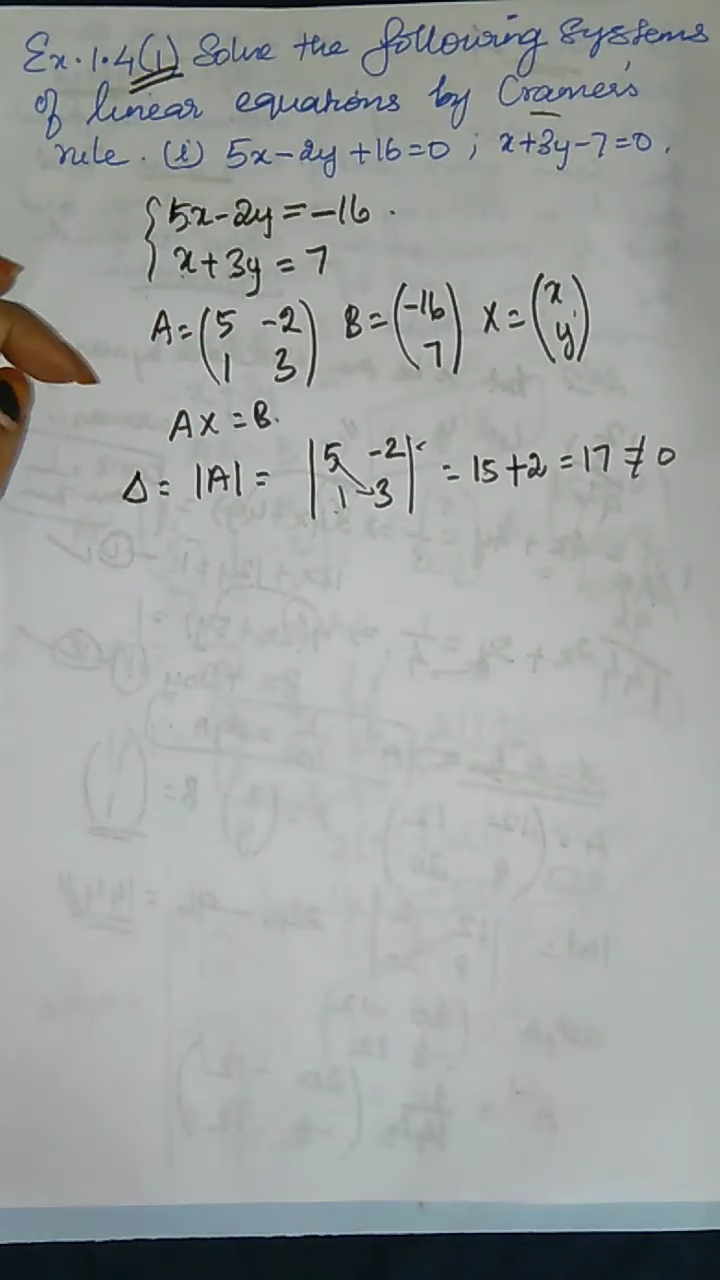 Ex. 1.4(1) Solve the following systems
of linear equations by Cramer's
rule. (i) 5x-2y+16=0 ; x+3y-7=0.
{5x-2y = -16.
x+3y = 7
A = (5 -2 B = (-16 X = (x
1 3) 7) y)
AX = B.
Δ = |A| = |5 -2| = 15+2 = 17 ≠ 0
1 3